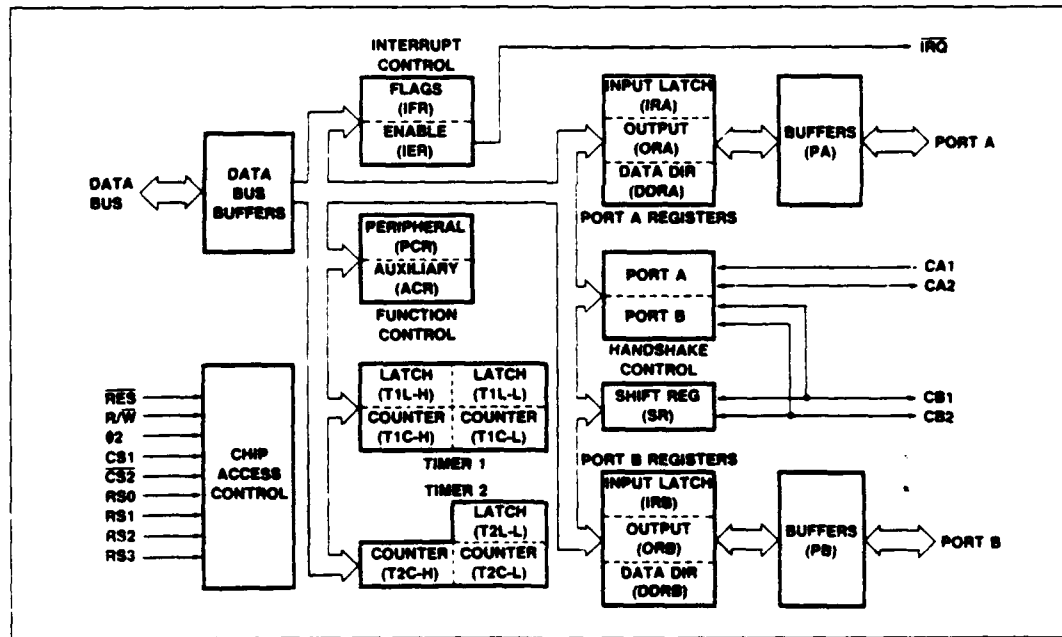 INTERRUPT
CONTROL
FLAGS
(IFR)
ENABLE
(IER)
I̅R̅Q̅
INPUT LATCH
(IRA)
OUTPUT
(ORA)
DATA DIR
(DDRA)
PORT A REGISTERS
BUFFERS
(PA)
PORT A
DATA
BUS
DATA
BUS
BUFFERS
PERIPHERAL
(PCR)
AUXILIARY
(ACR)
FUNCTION
CONTROL
PORT A
PORT B
HANDSHAKE
CONTROL
CA1
CA2
LATCH
(T1L-H)
LATCH
(T1L-L)
COUNTER
(T1C-H)
COUNTER
(T1C-L)
TIMER 1
SHIFT REG
(SR)
CB1
CB2
R̅E̅S̅
R/W̅
θ2
CS1
C̅S̅2̅
RS0
RS1
RS2
RS3
CHIP
ACCESS
CONTROL
TIMER 2
LATCH
(T2L-L)
COUNTER
(T2C-H)
COUNTER
(T2C-L)
PORT B REGISTERS
INPUT LATCH
(IRB)
OUTPUT
(ORB)
DATA DIR
(DDRB)
BUFFERS
(PB)
PORT B